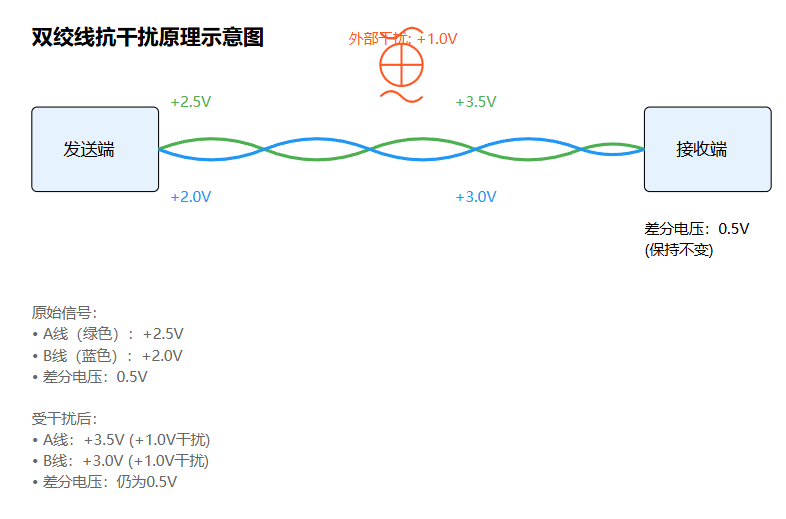 双绞线抗干扰原理示意图
外部干扰: +1.0V
+2.5V
+3.5V
发送端
接收端
+2.0V
+3.0V
差分电压：0.5V
(保持不变)
原始信号：
• A线（绿色）：+2.5V
• B线（蓝色）：+2.0V
• 差分电压：0.5V
受干扰后：
• A线：+3.5V (+1.0V干扰)
• B线：+3.0V (+1.0V干扰)
• 差分电压：仍为0.5V